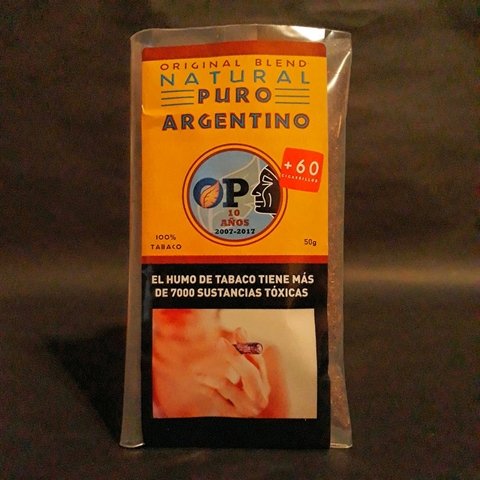 ORIGINAL BLEND
NATURAL
PURO
ARGENTINO
+60
CIGARRILLOS
OP
10
AÑOS
2007-2017
100%
TABACO
50g
EL HUMO DE TABACO TIENE MÁS
DE 7000 SUSTANCIAS TÓXICAS